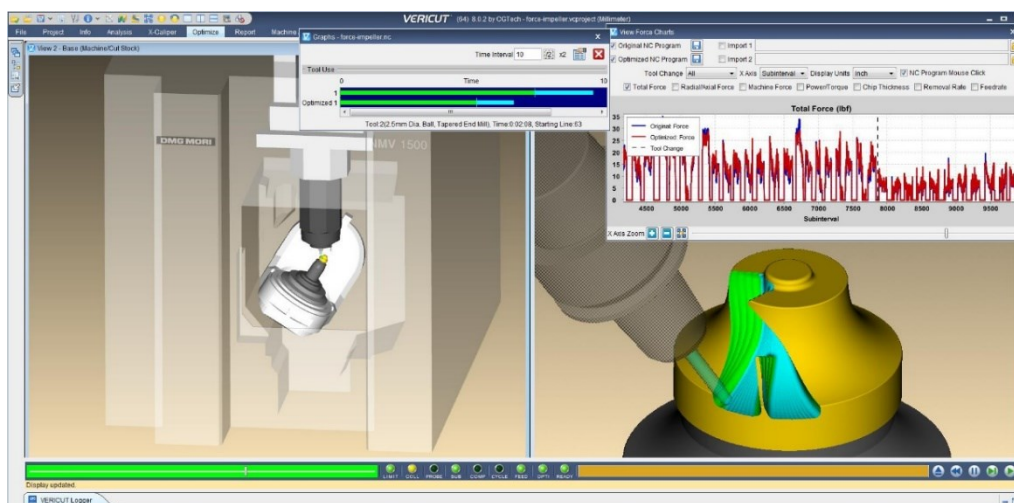 VERICUT (64) 8.0.2 by CGTech - force-impeller.vcproject (Millimeter)
File Project Info Analysis X-Caliper Optimize Report Machine
View 2 - Base (Machine/Cut Stock)
DMG MORI
NMV 1500
Graphs - force-impeller.nc
Time Interval 10 x2
Tool Use
0 Time 10
1
Optimized 1
Tool:2(2.5mm Dia. Ball, Tapered End Mill), Time:0:02:08, Starting Line:63
View Force Charts
Original NC Program Import 1
Optimized NC Program Import 2
Tool Change All X Axis Subinterval Display Units Inch NC Program Mouse Click
Total Force Radial/Axial Force Machine Force Power/Torque Chip Thickness Removal Rate Feedrate
Total Force (lbf)
35
30
25
20
15
10
5
0
Original Force
Optimized Force
Tool Change
4500 5000 5500 6000 6500 7000 7500 8000 8500 9000 9500
Subinterval
X Axis Zoom
LIMIT COLL PROBE SUB COMP CYCLE FEED OPTI READY
Display updated.
VERICUT Logger